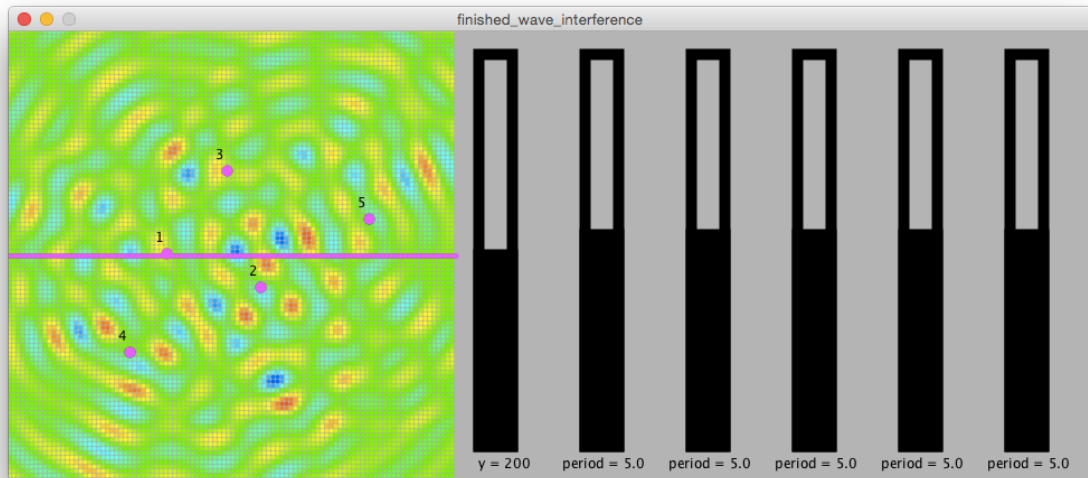 finished_wave_interference
3
5
1
2
4
y = 200
period = 5.0
period = 5.0
period = 5.0
period = 5.0
period = 5.0